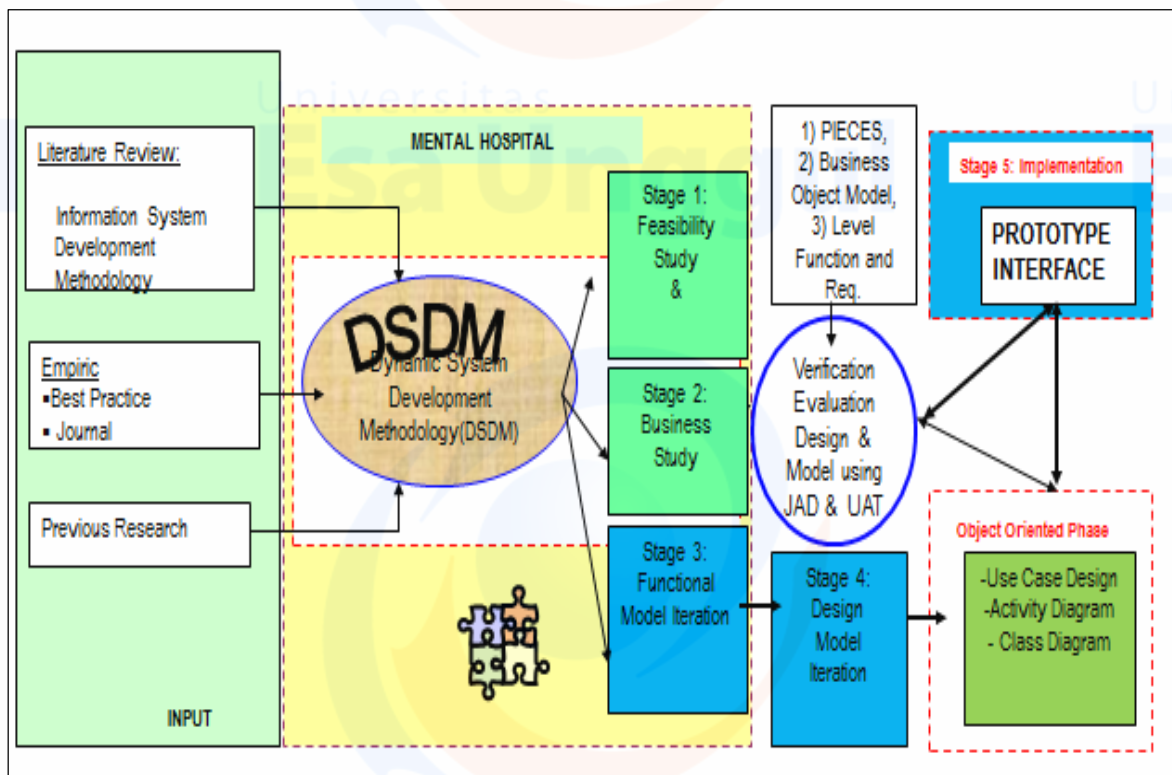 Universitas
Esa Unggul
Literature Review:
Information System
Development
Methodology
Empiric
▪Best Practice
▪ Journal
Previous Research
INPUT
MENTAL HOSPITAL
DSDM
Dynamic System
Development
Methodology(DSDM)
Stage 1:
Feasibility
Study
&
Stage 2:
Business
Study
Stage 3:
Functional
Model Iteration
1) PIECES,
2) Business
Object Model,
3) Level
Function and
Req.
Verification
Evaluation
Design &
Model using
JAD & UAT
Stage 4:
Design
Model
Iteration
Stage 5: Implementation
PROTOTYPE
INTERFACE
Object Oriented Phase
-Use Case Design
-Activity Diagram
- Class Diagram